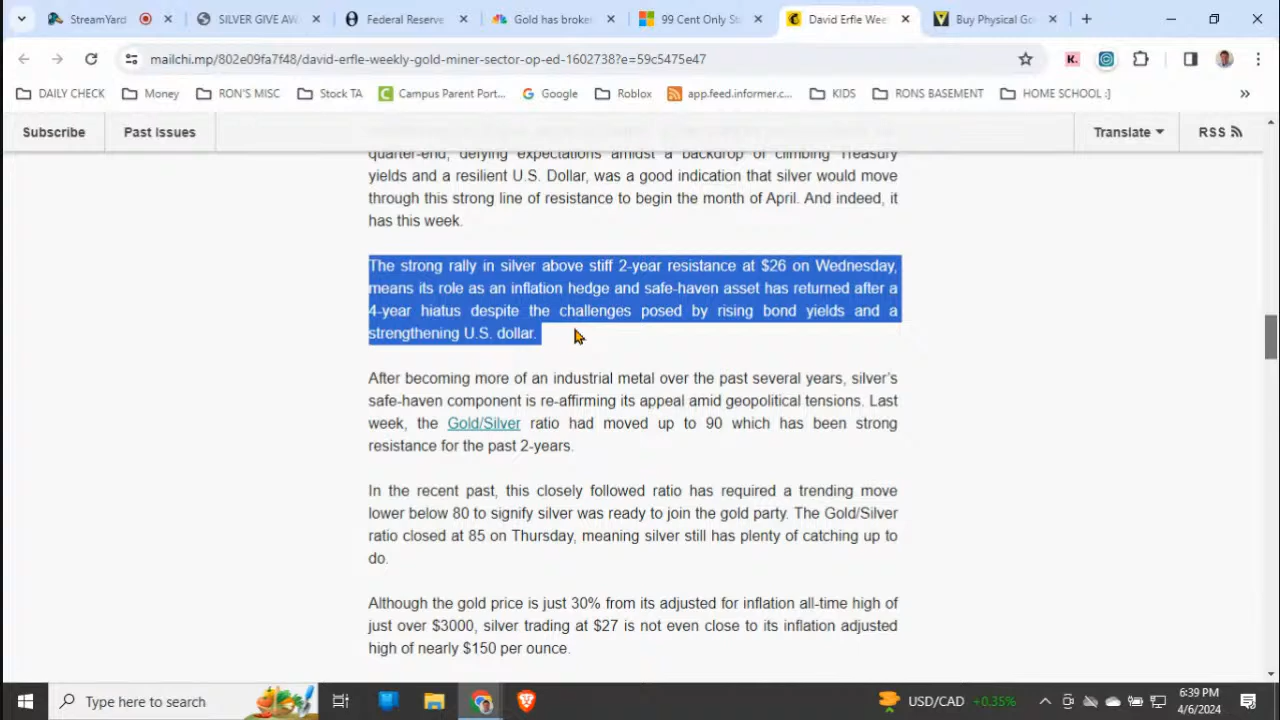 StreamYard
SILVER GIVE AW
Federal Reserve
Gold has broke
99 Cent Only St
David Erfle Wee
Buy Physical Go
mailchi.mp/802e09fa7f48/david-erfle-weekly-gold-miner-sector-op-ed-1602738?e=59c5475e47
DAILY CHECK
Money
RON'S MISC
Stock TA
Campus Parent Port...
Google
Roblox
app.feed.informer.c...
KIDS
RONS BASEMENT
HOME SCHOOL :]
Subscribe
Past Issues
Translate
RSS
quarter-end, defying expectations amidst a backdrop of climbing Treasury
yields and a resilient U.S. Dollar, was a good indication that silver would move
through this strong line of resistance to begin the month of April. And indeed, it
has this week.
The strong rally in silver above stiff 2-year resistance at $26 on Wednesday,
means its role as an inflation hedge and safe-haven asset has returned after a
4-year hiatus despite the challenges posed by rising bond yields and a
strengthening U.S. dollar.
After becoming more of an industrial metal over the past several years, silver's
safe-haven component is re-affirming its appeal amid geopolitical tensions. Last
week, the Gold/Silver ratio had moved up to 90 which has been strong
resistance for the past 2-years.
In the recent past, this closely followed ratio has required a trending move
lower below 80 to signify silver was ready to join the gold party. The Gold/Silver
ratio closed at 85 on Thursday, meaning silver still has plenty of catching up to
do.
Although the gold price is just 30% from its adjusted for inflation all-time high of
just over $3000, silver trading at $27 is not even close to its inflation adjusted
high of nearly $150 per ounce.
Type here to search
USD/CAD +0.35%
6:39 PM
4/6/2024